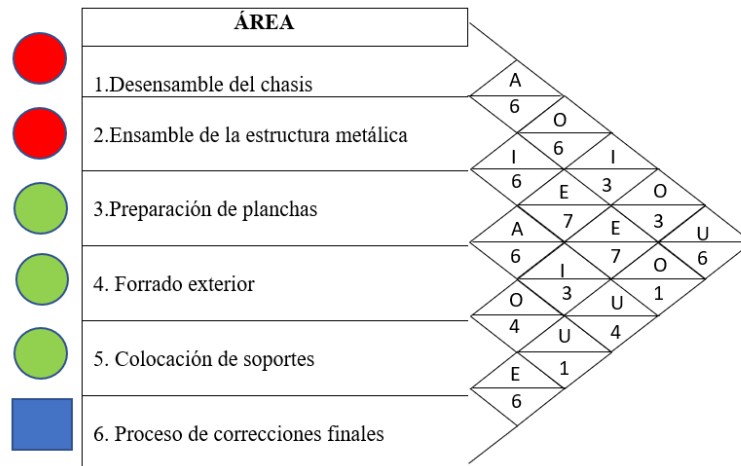 ÁREA
1.Desensamble del chasis
2.Ensamble de la estructura metálica
3.Preparación de planchas
4. Forrado exterior
5. Colocación de soportes
6. Proceso de correcciones finales
A
6
O
6
I
3
O
3
U
6
I
6
E
7
E
7
O
1
A
6
I
3
U
4
O
4
U
1
E
6